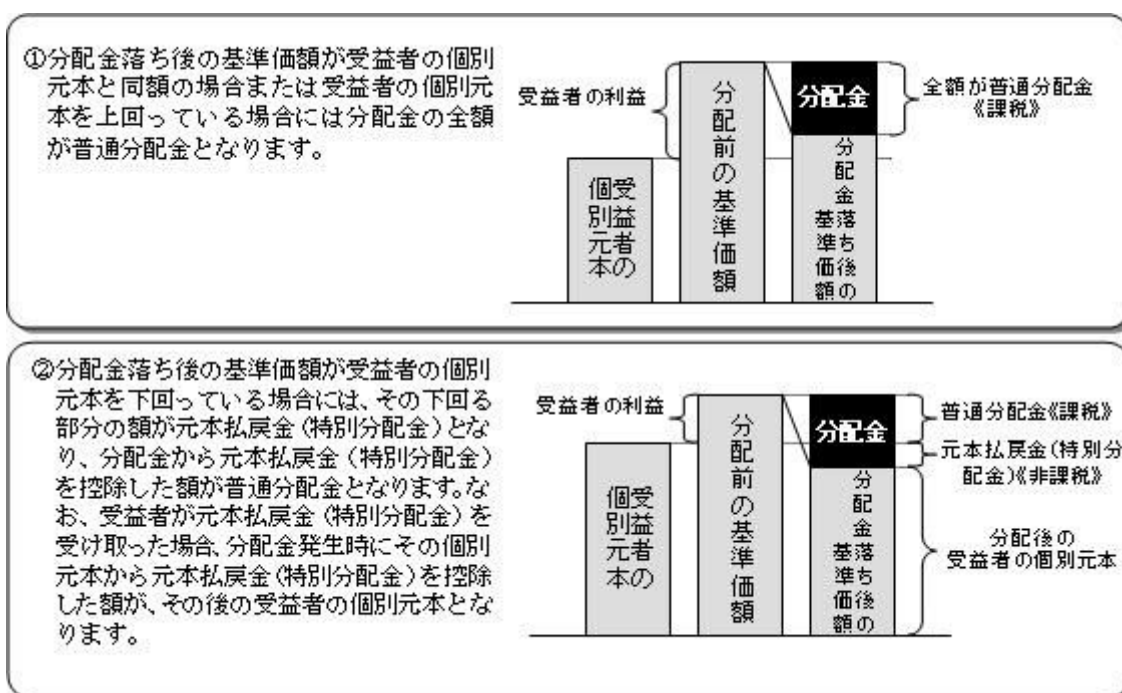 ①分配金落ち後の基準価額が受益者の個別
元本と同額の場合または受益者の個別元
本を上回っている場合には分配金の全額
が普通分配金となります。
受益者の利益
受益者の
個別元本
分配前の基準価額
分配金
分配金落ち後の
基準価額
全額が普通分配金
《課税》
②分配金落ち後の基準価額が受益者の個別
元本を下回っている場合には、その下回る
部分の額が元本払戻金(特別分配金)とな
り、分配金から元本払戻金(特別分配金)
を控除した額が普通分配金となります。な
お、受益者が元本払戻金(特別分配金)を
受け取った場合、分配金発生時にその個別
元本から元本払戻金(特別分配金)を控除
した額が、その後の受益者の個別元本とな
ります。
受益者の利益
受益者の
個別元本
分配前の基準価額
分配金
分配金落ち後の
基準価額
普通分配金《課税》
元本払戻金(特別分
配金)《非課税》
分配後の
受益者の個別元本